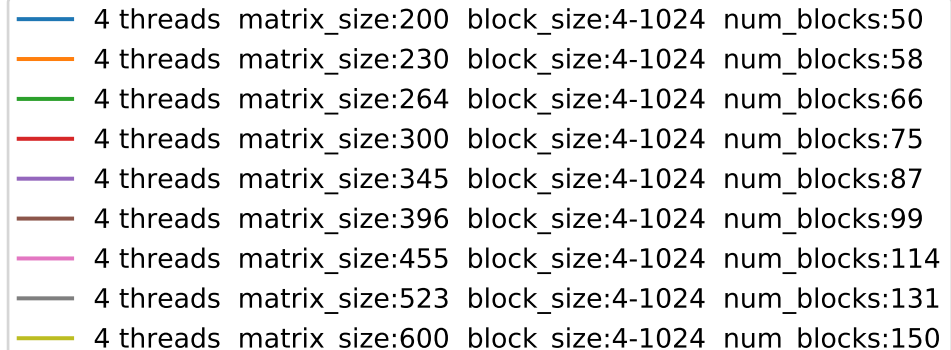 4 threads matrix_size:200 block_size:4-1024 num_blocks:50
4 threads matrix_size:230 block_size:4-1024 num_blocks:58
4 threads matrix_size:264 block_size:4-1024 num_blocks:66
4 threads matrix_size:300 block_size:4-1024 num_blocks:75
4 threads matrix_size:345 block_size:4-1024 num_blocks:87
4 threads matrix_size:396 block_size:4-1024 num_blocks:99
4 threads matrix_size:455 block_size:4-1024 num_blocks:114
4 threads matrix_size:523 block_size:4-1024 num_blocks:131
4 threads matrix_size:600 block_size:4-1024 num_blocks:150